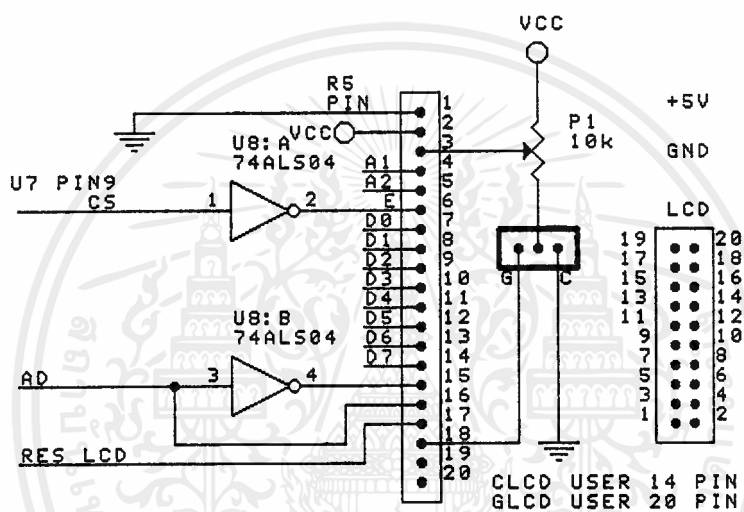 VCC
R5
PIN
VCC
U8:A
74ALS04
U7 PIN9
CS
1
2
A1
A2
E
D0
D1
D2
D3
D4
D5
D6
D7
1
2
3
4
5
6
7
8
9
10
11
12
13
14
15
16
17
18
19
20
P1
10k
+5V
GND
LCD
G
C
19 20
17 18
15 16
13 14
11 12
9 10
7 8
5 6
3 4
1 2
U8:B
74ALS04
AD
3
4
RES LCD
CLCD USER 14 PIN
GLCD USER 20 PIN